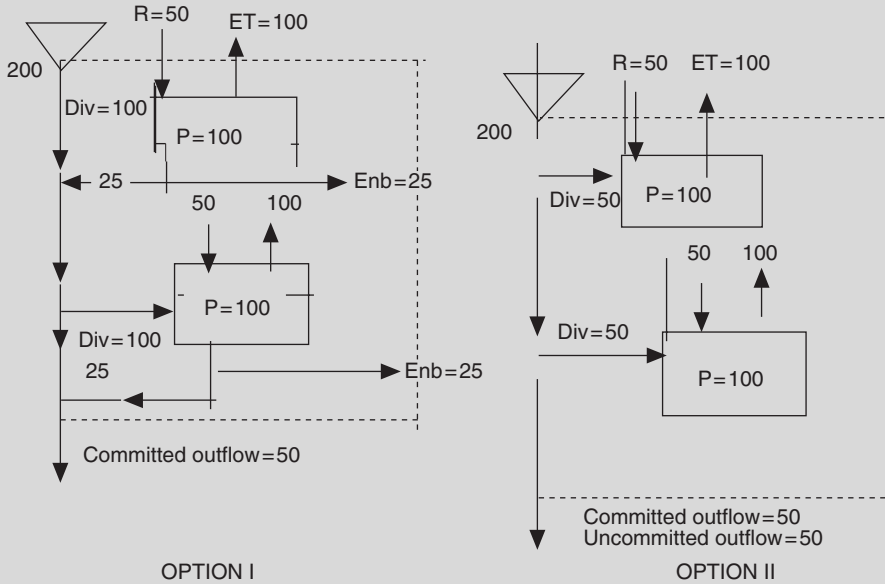 R=50
ET=100
200
Div=100
P=100
25
Enb=25
50
100
P=100
Div=100
25
Enb=25
Committed outflow=50
OPTION I
R=50
ET=100
200
Div=50
P=100
50
100
Div=50
P=100
Committed outflow=50
Uncommitted outflow=50
OPTION II